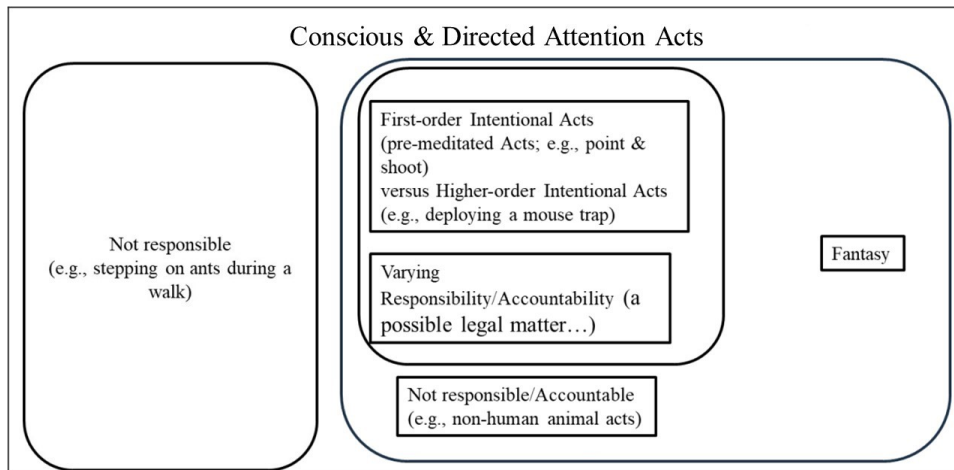 Conscious & Directed Attention Acts
Not responsible
(e.g., stepping on ants during a
walk)
First-order Intentional Acts
(pre-meditated Acts; e.g., point &
shoot)
versus Higher-order Intentional Acts
(e.g., deploying a mouse trap)
Varying
Responsibility/Accountability (a
possible legal matter…)
Not responsible/Accountable
(e.g., non-human animal acts)
Fantasy